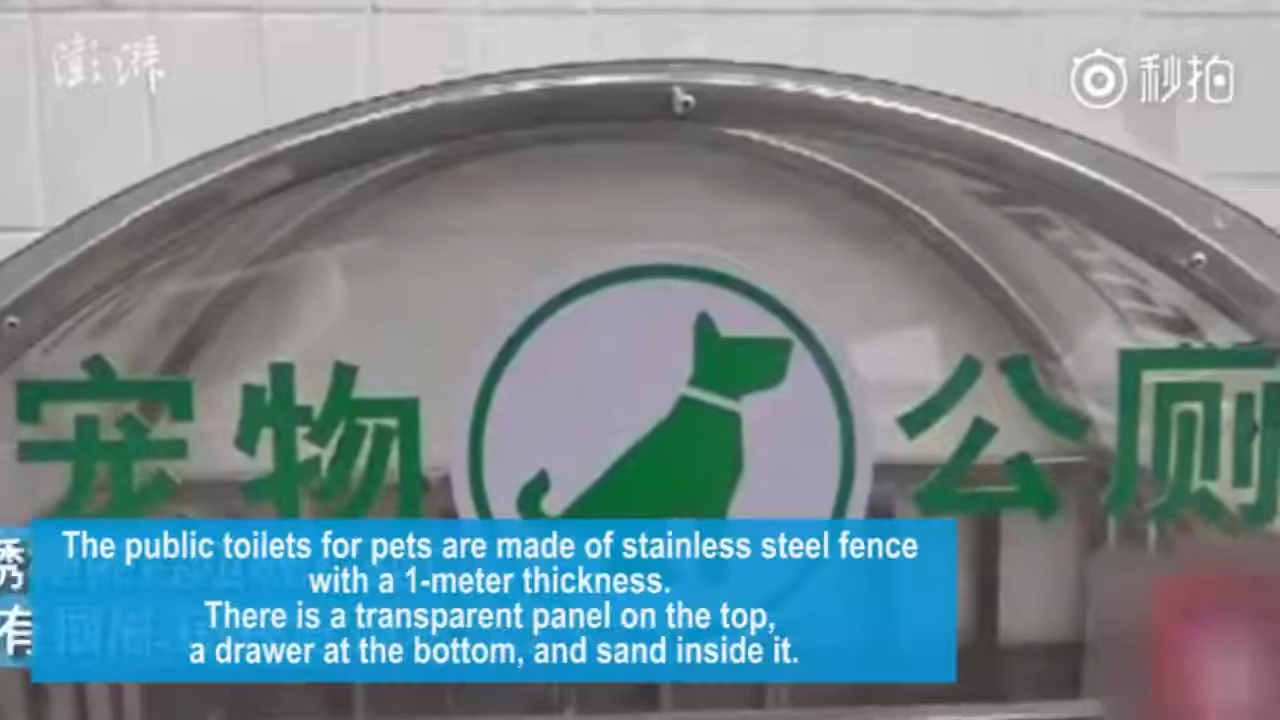 澎湃
秒拍
宠物 公厕
The public toilets for pets are made of stainless steel fence
with a 1-meter thickness.
There is a transparent panel on the top,
a drawer at the bottom, and sand inside it.
锈
有